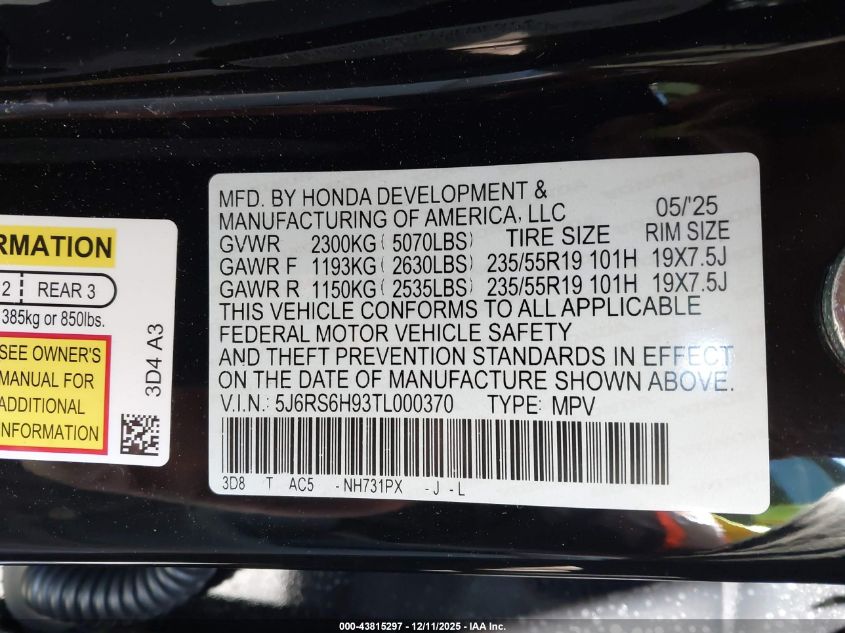 RMATION
2 REAR 3
385kg or 850lbs.
SEE OWNER'S
MANUAL FOR
ADDITIONAL
INFORMATION
3D4 A3
MFD. BY HONDA DEVELOPMENT &
MANUFACTURING OF AMERICA, LLC 05/'25
GVWR 2300KG ( 5070LBS) TIRE SIZE RIM SIZE
GAWR F 1193KG ( 2630LBS) 235/55R19 101H 19X7.5J
GAWR R 1150KG ( 2535LBS) 235/55R19 101H 19X7.5J
THIS VEHICLE CONFORMS TO ALL APPLICABLE
FEDERAL MOTOR VEHICLE SAFETY
AND THEFT PREVENTION STANDARDS IN EFFECT
ON THE DATE OF MANUFACTURE SHOWN ABOVE.
V.I.N.: 5J6RS6H93TL000370 TYPE: MPV
3D8 T AC5 - NH731PX - J - L
000-43815297 - 12/11/2025 - IAA Inc.